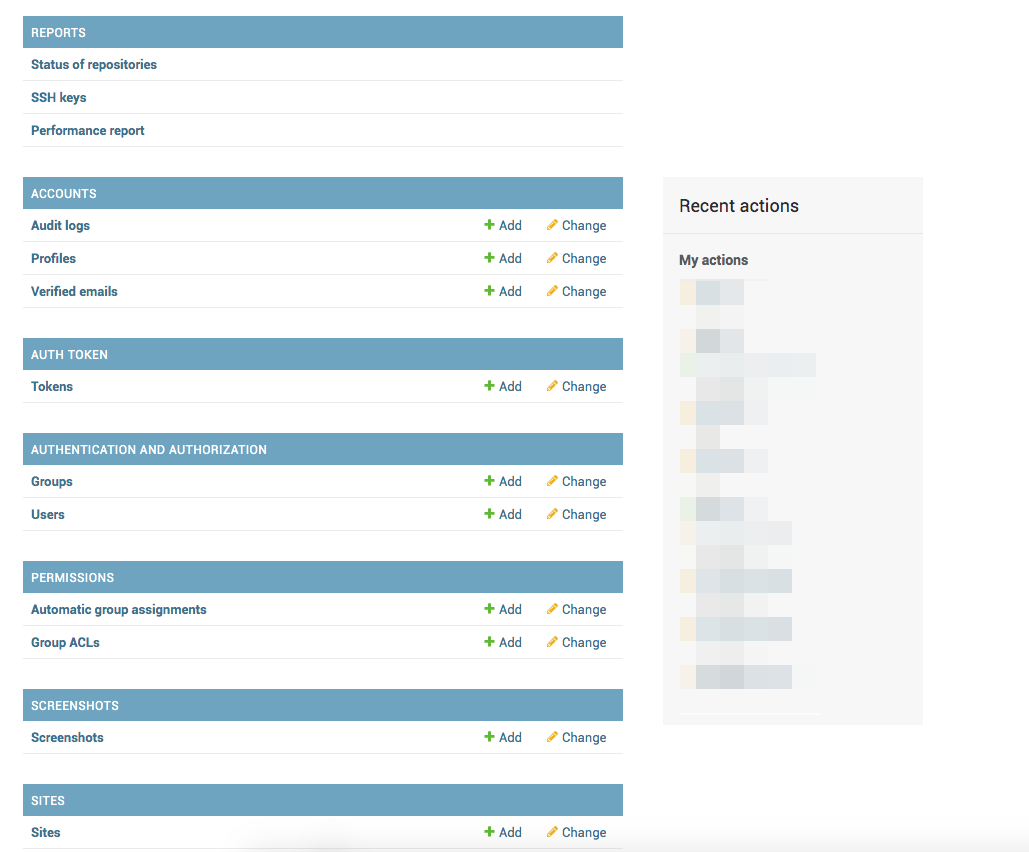 REPORTS
Status of repositories
SSH keys
Performance report
ACCOUNTS
Audit logs Add Change
Profiles Add Change
Verified emails Add Change
AUTH TOKEN
Tokens Add Change
AUTHENTICATION AND AUTHORIZATION
Groups Add Change
Users Add Change
PERMISSIONS
Automatic group assignments Add Change
Group ACLs Add Change
SCREENSHOTS
Screenshots Add Change
SITES
Sites Add Change
Recent actions
My actions